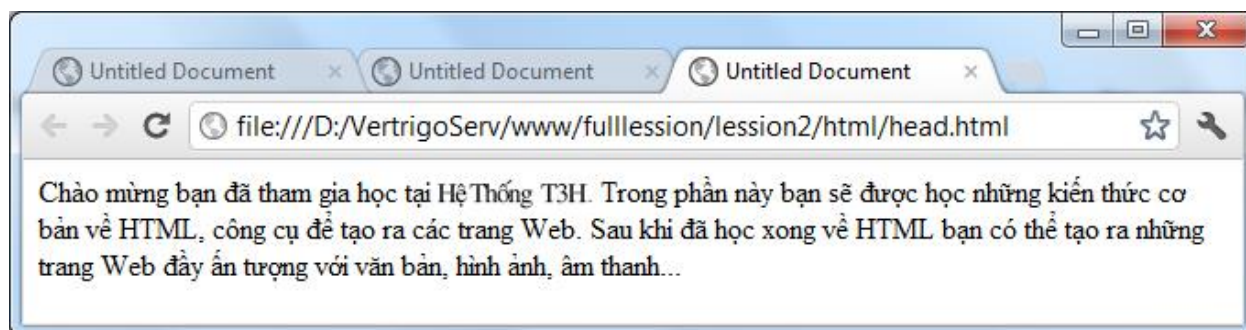 Untitled Document
Untitled Document
Untitled Document
file:///D:/VertrigoServ/www/fulllession/lession2/html/head.html
Chào mừng bạn đã tham gia học tại Hệ Thống T3H. Trong phần này bạn sẽ được học những kiến thức cơ
bản về HTML, công cụ để tạo ra các trang Web. Sau khi đã học xong về HTML bạn có thể tạo ra những
trang Web đầy ấn tượng với văn bản, hình ảnh, âm thanh...